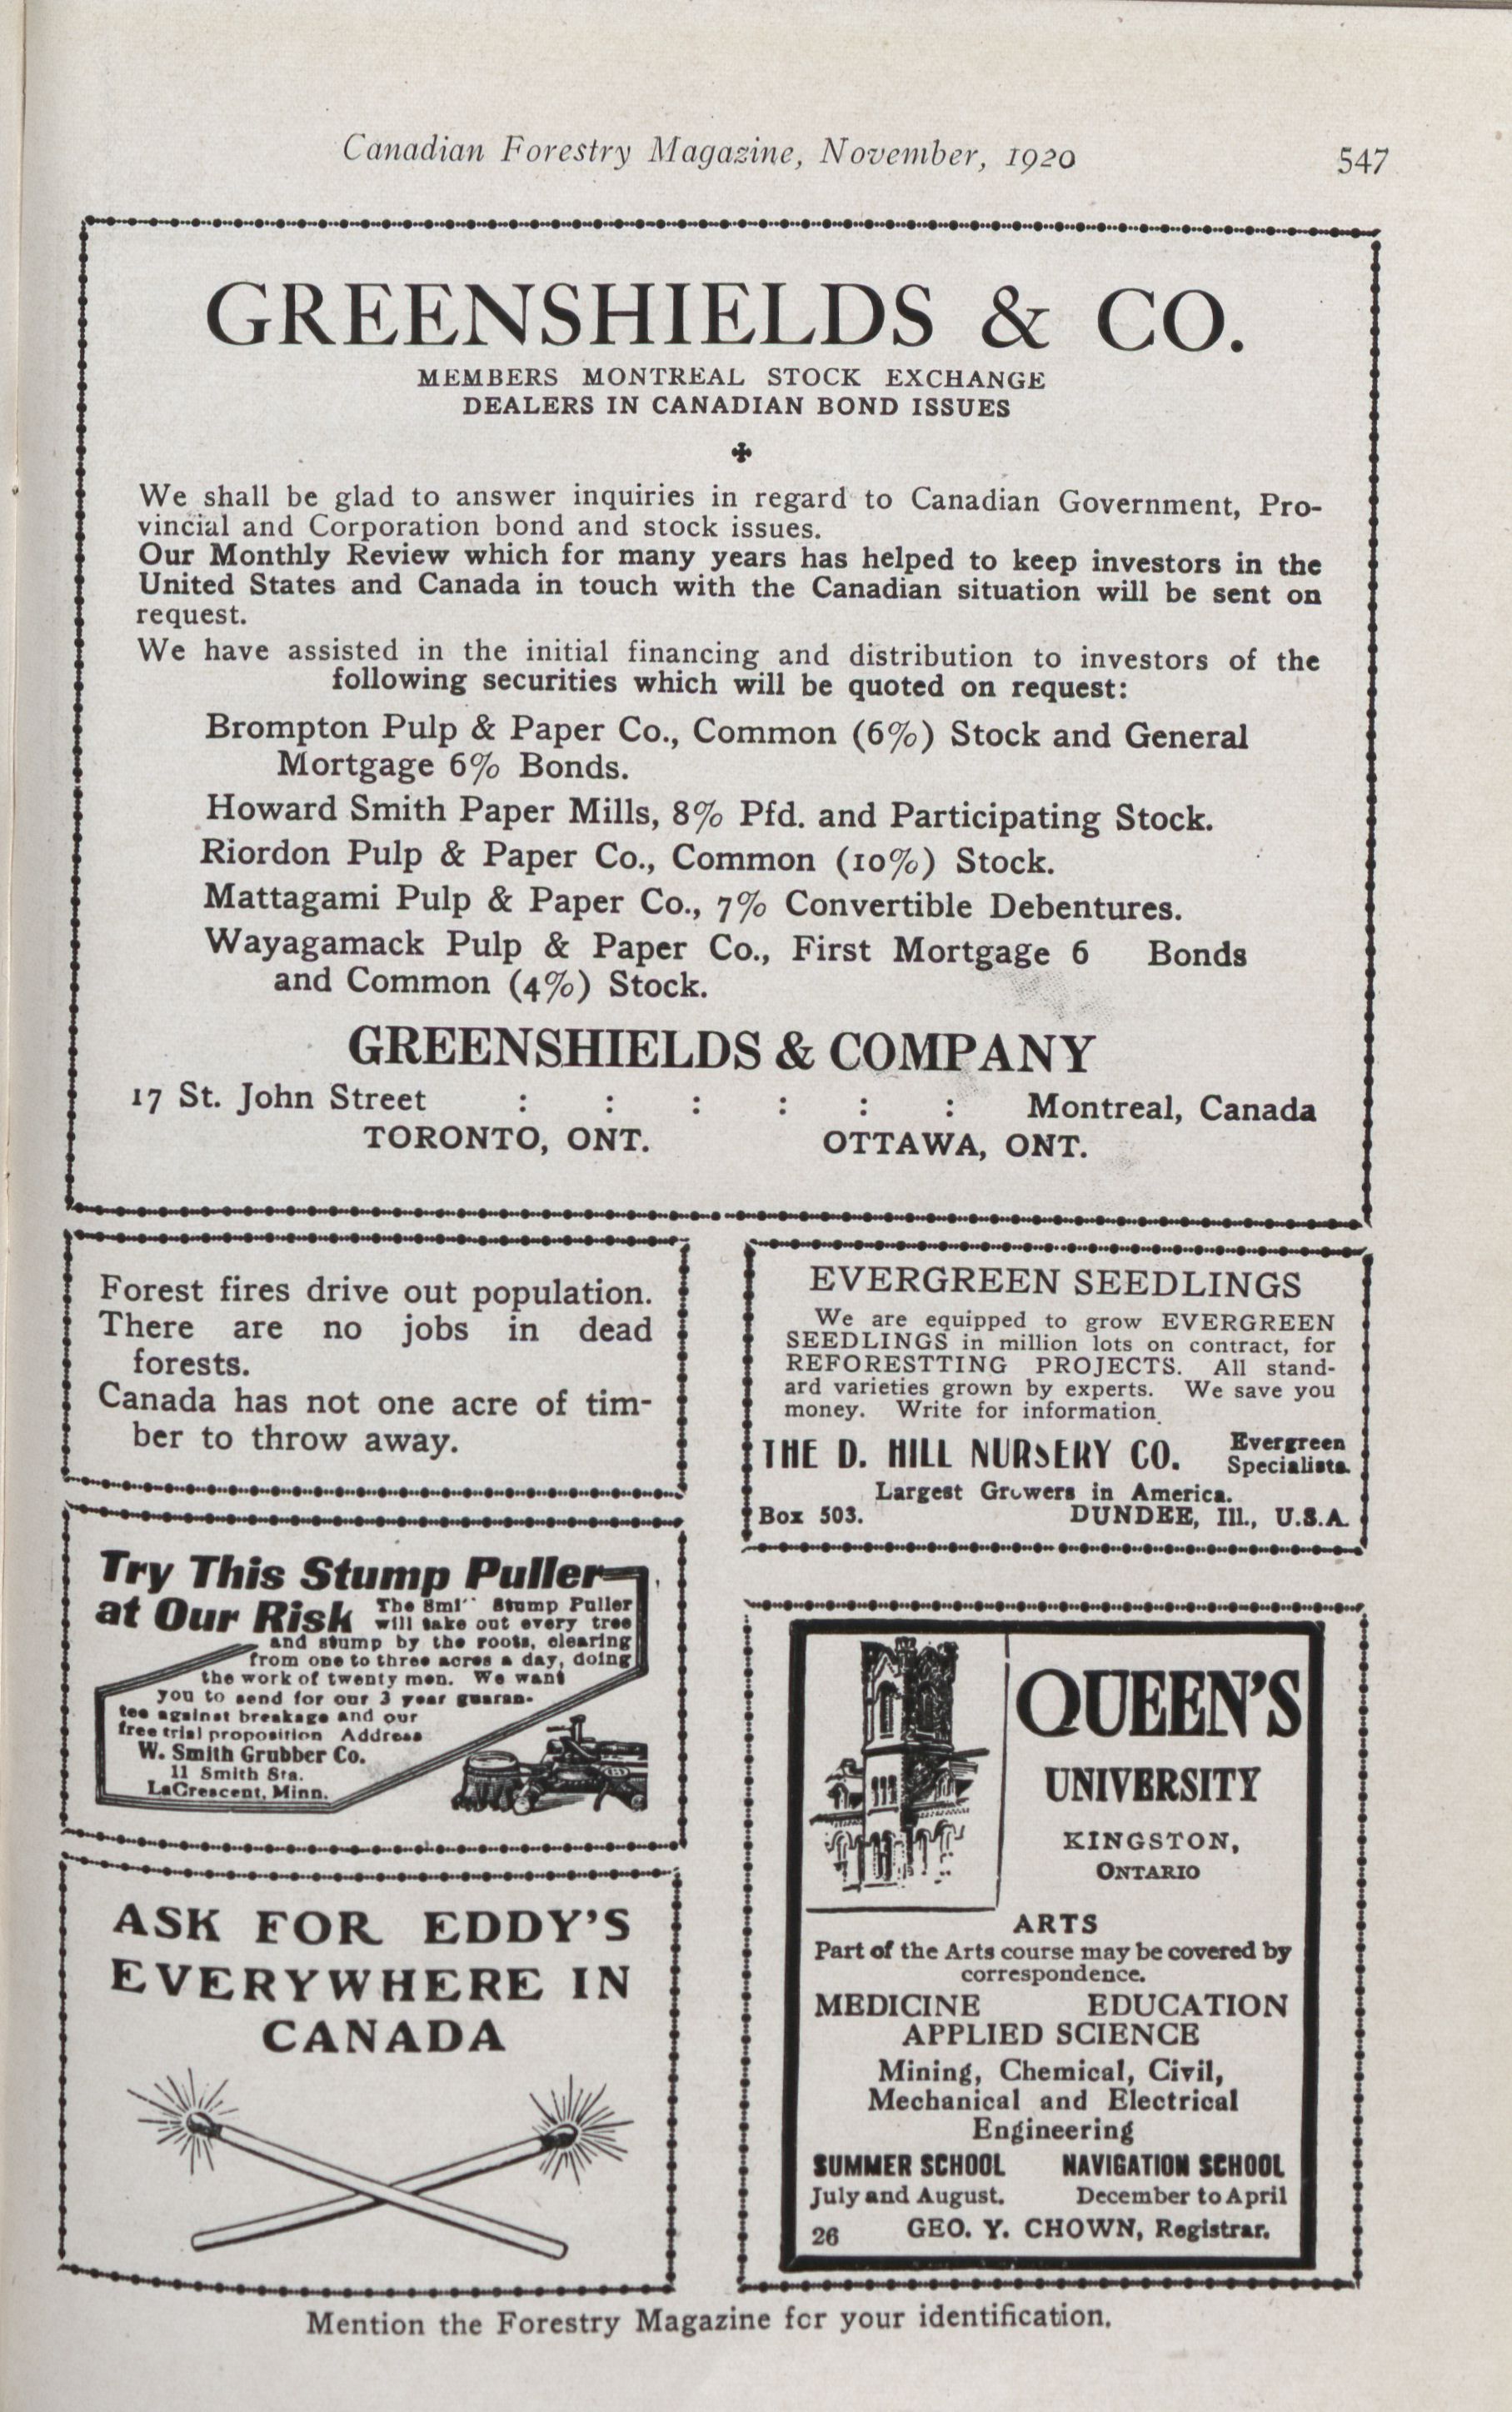 Canadian Forestry Magazine, November, 1920 547
GREENSHIELDS & CO.
MEMBERS MONTREAL STOCK EXCHANGE
DEALERS IN CANADIAN BOND ISSUES
We shall be glad to answer inquiries in regard to Canadian Government, Pro-
vincial and Corporation bond and stock issues.
Our Monthly Review which for many years has helped to keep investors in the
United States and Canada in touch with the Canadian situation will be sent on
request.
We have assisted in the initial financing and distribution to investors of the
following securities which will be quoted on request:
Brompton Pulp & Paper Co., Common (6%) Stock and General
Mortgage 6% Bonds.
Howard Smith Paper Mills, 8% Pfd. and Participating Stock.
Riordon Pulp & Paper Co., Common (10%) Stock.
Mattagami Pulp & Paper Co., 7% Convertible Debentures.
Wayagamack Pulp & Paper Co., First Mortgage 6 Bonds
and Common (4%) Stock.
GREENSHIELDS & COMPANY
17 St. John Street : : : : : : Montreal, Canada
TORONTO, ONT. OTTAWA, ONT.
Forest fires drive out population.
There are no jobs in dead
forests.
Canada has not one acre of tim-
ber to throw away.
Try This Stump Puller
at Our Risk
The Smith Stump Puller
will take out every tree
and stump by the roots, clearing
from one to three acres a day, doing
the work of twenty men. We want
you to send for our 3 year guaran-
tee against breakage and our
free trial proposition Address
W. Smith Grubber Co.
11 Smith Sta.
LaCrescent, Minn.
ASK FOR EDDY'S
EVERYWHERE IN
CANADA
EVERGREEN SEEDLINGS
We are equipped to grow EVERGREEN
SEEDLINGS in million lots on contract, for
REFORESTTING PROJECTS. All stand-
ard varieties grown by experts. We save you
money. Write for information.
THE D. HILL NURSERY CO. Evergreen
Specialists.
Largest Growers in America.
Box 503. DUNDEE, Ill., U.S.A.
QUEEN'S
UNIVERSITY
KINGSTON,
ONTARIO
ARTS
Part of the Arts course may be covered by
correspondence.
MEDICINE EDUCATION
APPLIED SCIENCE
Mining, Chemical, Civil,
Mechanical and Electrical
Engineering
SUMMER SCHOOL NAVIGATION SCHOOL
July and August. December to April
26 GEO. Y. CHOWN, Registrar.
Mention the Forestry Magazine for your identification.